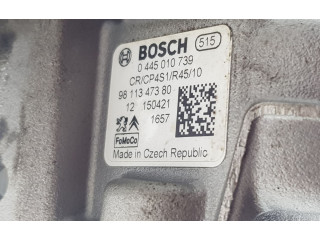 BOSCH 515
0 445 010 739
CR/CP4S1/R45/10
98 113 473 80
12 150421
1657
FoMoCo
Made in Czech Republic